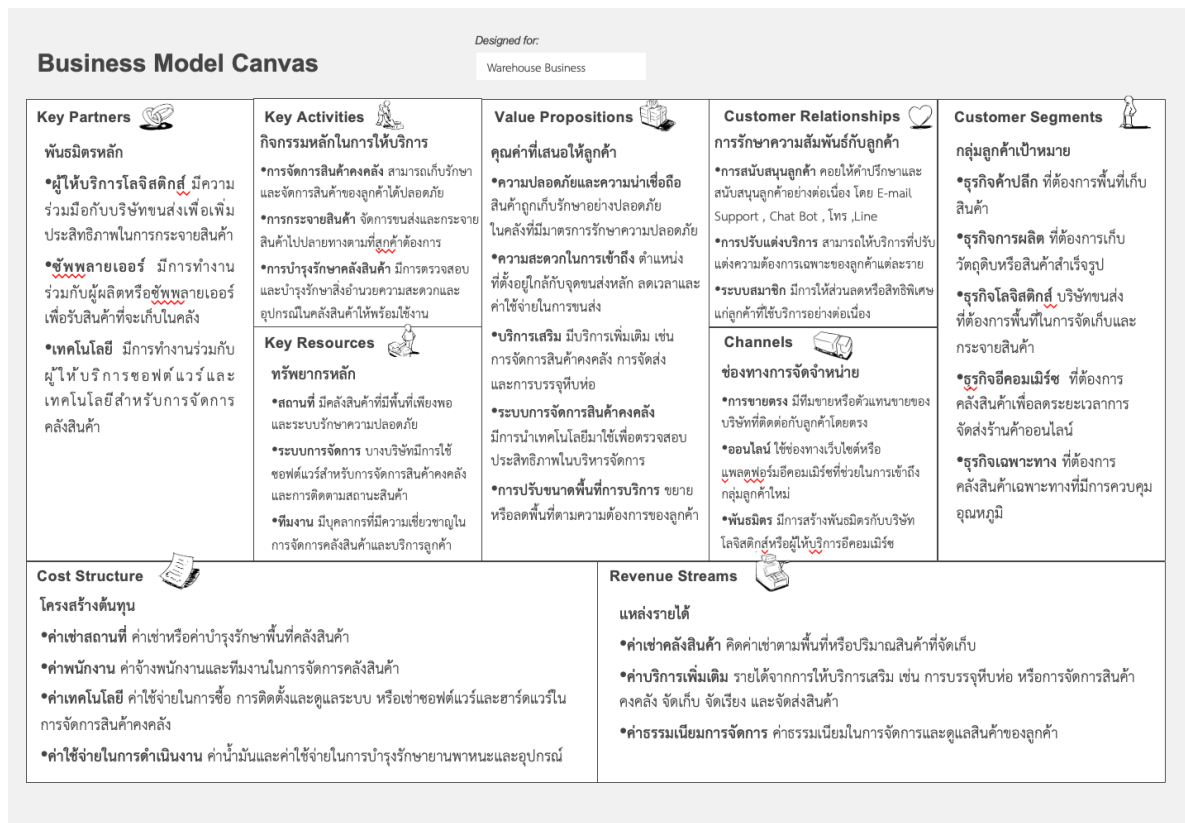 Designed for:
Business Model Canvas
Warehouse Business
Key Partners
พันธมิตรหลัก
•ผู้ให้บริการโลจิสติกส์ มีความ
ร่วมมือกับบริษัทขนส่งเพื่อเพิ่ม
ประสิทธิภาพในการกระจายสินค้า
•ซัพพลายเออร์ มีการทำงาน
ร่วมกับผู้ผลิตหรือซัพพลายเออร์
เพื่อรับสินค้าที่จะเก็บในคลัง
•เทคโนโลยี มีการทำงานร่วมกับ
ผู้ให้บริการซอฟต์แวร์และ
เทคโนโลยีสำหรับการจัดการ
คลังสินค้า
Key Activities
กิจกรรมหลักในการให้บริการ
•การจัดการสินค้าคงคลัง สามารถเก็บรักษา
และจัดการสินค้าของลูกค้าได้ปลอดภัย
•การกระจายสินค้า จัดการขนส่งและกระจาย
สินค้าไปปลายทางตามที่สุกค้าต้องการ
•การบำรุงรักษาคลังสินค้า มีการตรวจสอบ
และบำรุงรักษาสิ่งอำนวยความสะดวกและ
อุปกรณ์ในคลังสินค้าให้พร้อมใช้งาน
Key Resources
ทรัพยากรหลัก
•สถานที่ มีคลังสินค้าที่มีพื้นที่เพียงพอ
และระบบรักษาความปลอดภัย
•ระบบการจัดการ บางบริษัทมีการใช้
ซอฟต์แวร์สำหรับการจัดการสินค้าคงคลัง
และการติดตามสถานะสินค้า
•ทีมงาน มีบุคลากรที่มีความเชี่ยวชาญใน
การจัดการคลังสินค้าและบริการลูกค้า
Value Propositions
คุณค่าที่เสนอให้ลูกค้า
•ความปลอดภัยและความน่าเชื่อถือ
สินค้าถูกเก็บรักษาอย่างปลอดภัย
ในคลังที่มีมาตรการรักษาความปลอดภัย
•ความสะดวกในการเข้าถึง ตำแหน่ง
ที่ตั้งอยู่ใกล้กับจุดขนส่งหลัก ลดเวลาและ
ค่าใช้จ่ายในการขนส่ง
•บริการเสริม มีบริการเพิ่มเติม เช่น
การจัดการสินค้าคงคลัง การจัดส่ง
และการบรรจุหีบห่อ
•ระบบการจัดการสินค้าคงคลัง
มีการนำเทคโนโลยีมาใช้เพื่อตรวจสอบ
ประสิทธิภาพในบริหารจัดการ
•การปรับขนาดพื้นที่การบริการ ขยาย
หรือลดพื้นที่ตามความต้องการของลูกค้า
Customer Relationships
การรักษาความสัมพันธ์กับลูกค้า
•การสนับสนุนลูกค้า คอยให้คำปรึกษาและ
สนับสนุนลูกค้าอย่างต่อเนื่อง โดย E-mail
Support , Chat Bot , โทร ,Line
•การปรับแต่งบริการ สามารถให้บริการที่ปรับ
แต่งความต้องการเฉพาะของลูกค้าแต่ละราย
•ระบบสมาชิก มีการให้ส่วนลดหรือสิทธิพิเศษ
แก่ลูกค้าที่ใช้บริการอย่างต่อเนื่อง
Channels
ช่องทางการจัดจำหน่าย
•การขายตรง มีทีมขายหรือตัวแทนขายของ
บริษัทที่ติดต่อกับลูกค้าโดยตรง
•ออนไลน์ ใช้ช่องทางเว็บไซต์หรือ
แพลตฟอร์มอีคอมเมิร์ซที่ช่วยในการเข้าถึง
กลุ่มลูกค้าใหม่
•พันธมิตร มีการสร้างพันธมิตรกับบริษัท
โลจิสติกส์หรือผู้ให้บริการอีคอมเมิร์ซ
Customer Segments
กลุ่มลูกค้าเป้าหมาย
•ธุรกิจค้าปลีก ที่ต้องการพื้นที่เก็บ
สินค้า
•ธุรกิจการผลิต ที่ต้องการเก็บ
วัตถุดิบหรือสินค้าสำเร็จรูป
•ธุรกิจโลจิสติกส์ บริษัทขนส่ง
ที่ต้องการพื้นที่ในการจัดเก็บและ
กระจายสินค้า
•ธุรกิจอีคอมเมิร์ซ ที่ต้องการ
คลังสินค้าเพื่อลดระยะเวลาการ
จัดส่งร้านค้าออนไลน์
•ธุรกิจเฉพาะทาง ที่ต้องการ
คลังสินค้าเฉพาะทางที่มีการควบคุม
อุณหภูมิ
Cost Structure
โครงสร้างต้นทุน
•ค่าเช่าสถานที่ ค่าเช่าหรือค่าบำรุงรักษาพื้นที่คลังสินค้า
•ค่าพนักงาน ค่าจ้างพนักงานและทีมงานในการจัดการคลังสินค้า
•ค่าเทคโนโลยี ค่าใช้จ่ายในการซื้อ การติดตั้งและดูแลระบบ หรือเช่าซอฟต์แวร์และฮาร์ดแวร์ใน
การจัดการสินค้าคงคลัง
•ค่าใช้จ่ายในการดำเนินงาน ค่าน้ำมันและค่าใช้จ่ายในการบำรุงรักษายานพาหนะและอุปกรณ์
Revenue Streams
แหล่งรายได้
•ค่าเช่าคลังสินค้า คิดค่าเช่าตามพื้นที่หรือปริมาณสินค้าที่จัดเก็บ
•ค่าบริการเพิ่มเติม รายได้จากการให้บริการเสริม เช่น การบรรจุหีบห่อ หรือการจัดการสินค้า
คงคลัง จัดเก็บ จัดเรียง และจัดส่งสินค้า
•ค่าธรรมเนียมการจัดการ ค่าธรรมเนียมในการจัดการและดูแลสินค้าของลูกค้า